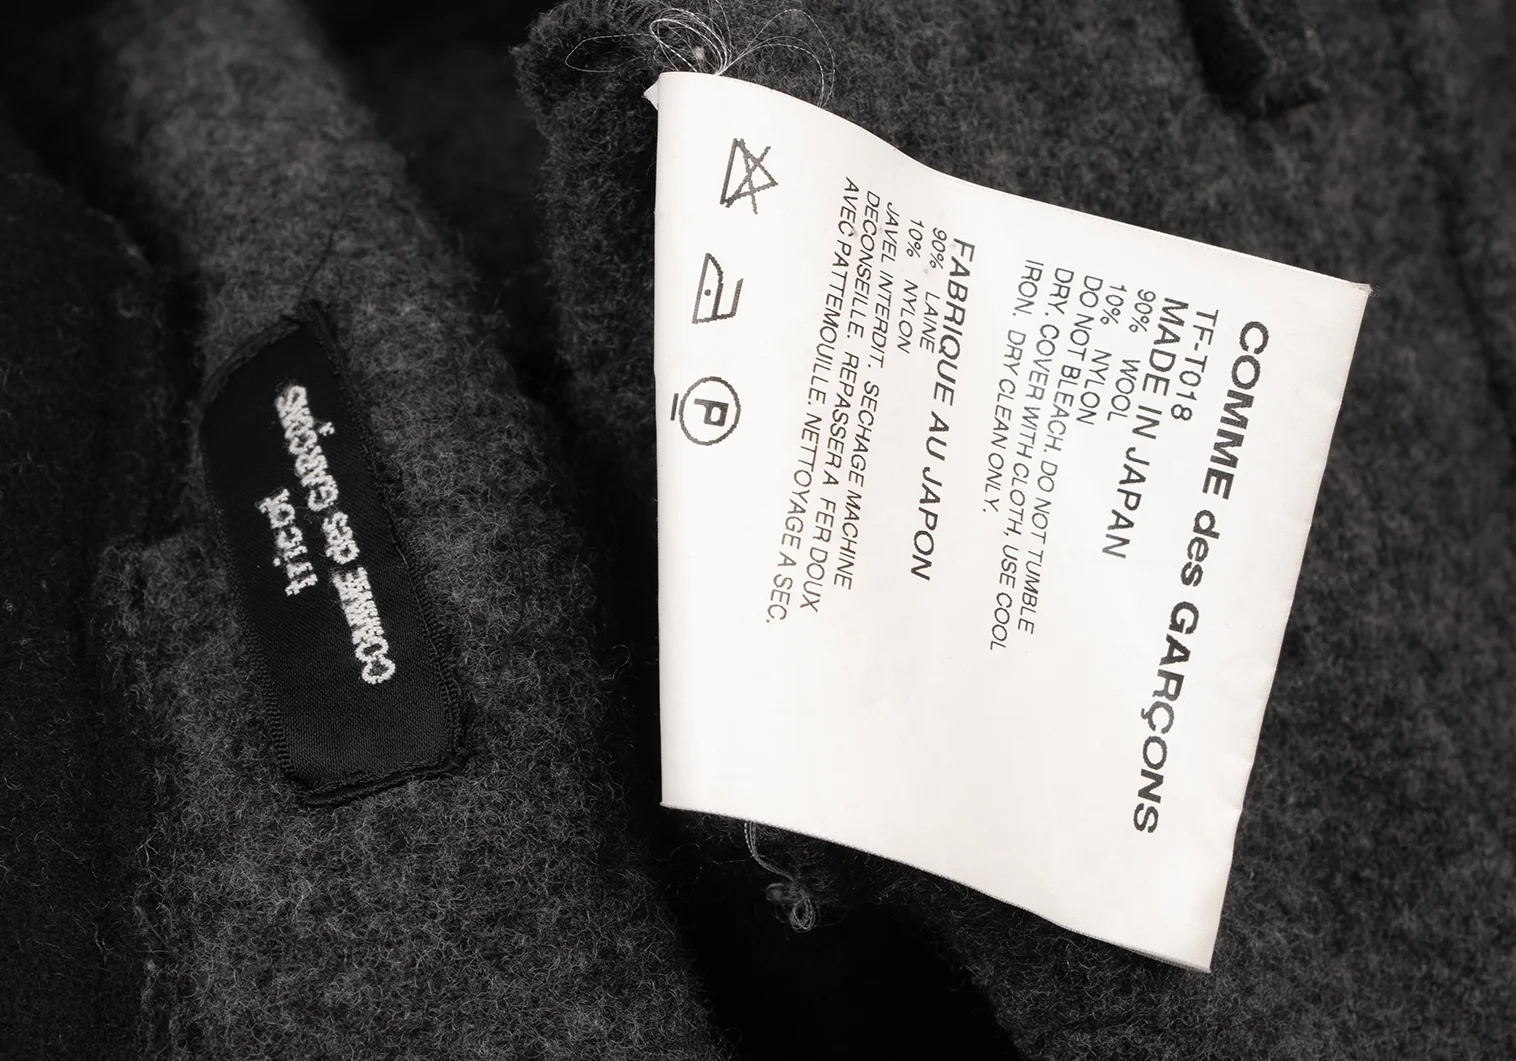 tricot
COMME des GARÇONS
COMME des GARÇONS
TF-T018
MADE IN JAPAN
90% WOOL
10% NYLON
DO NOT BLEACH. DO NOT TUMBLE
DRY. COVER WITH CLOTH, USE COOL
IRON. DRY CLEAN ONLY.
FABRIQUE AU JAPON
90% LAINE
10% NYLON
JAVEL INTERDIT. SECHAGE MACHINE
DECONSEILLE. REPASSER A FER DOUX
AVEC PATTEMOUILLE. NETTOYAGE A SEC.
P